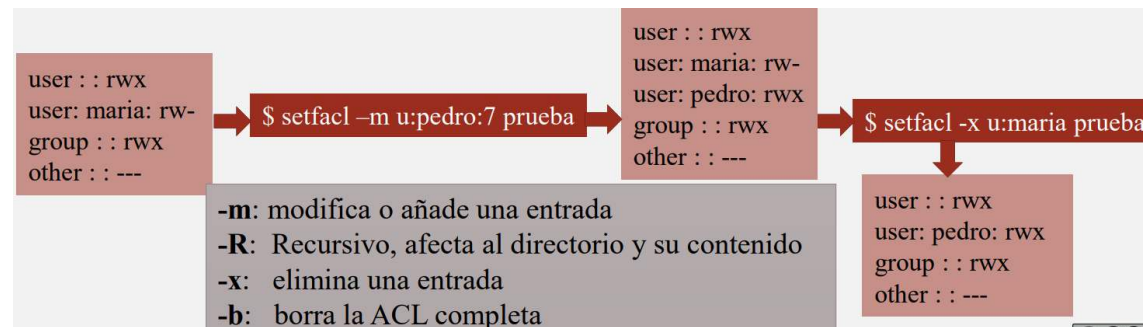 user : : rwx
user: maria: rw-
group : : rwx
other : : ---
$ setfacl –m u:pedro:7 prueba
user : : rwx
user: maria: rw-
user: pedro: rwx
group : : rwx
other : : ---
$ setfacl -x u:maria prueba
user : : rwx
user: pedro: rwx
group : : rwx
other : : ---
-m: modifica o añade una entrada
-R: Recursivo, afecta al directorio y su contenido
-x: elimina una entrada
-b: borra la ACL completa